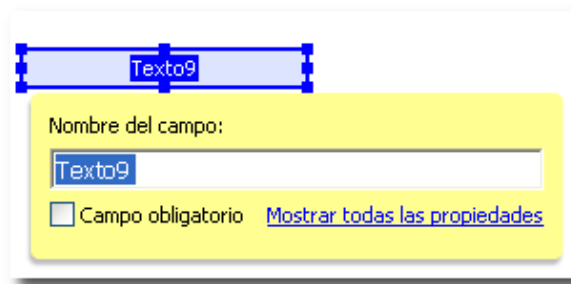 Texto9
Nombre del campo:
Texto9
Campo obligatorio Mostrar todas las propiedades